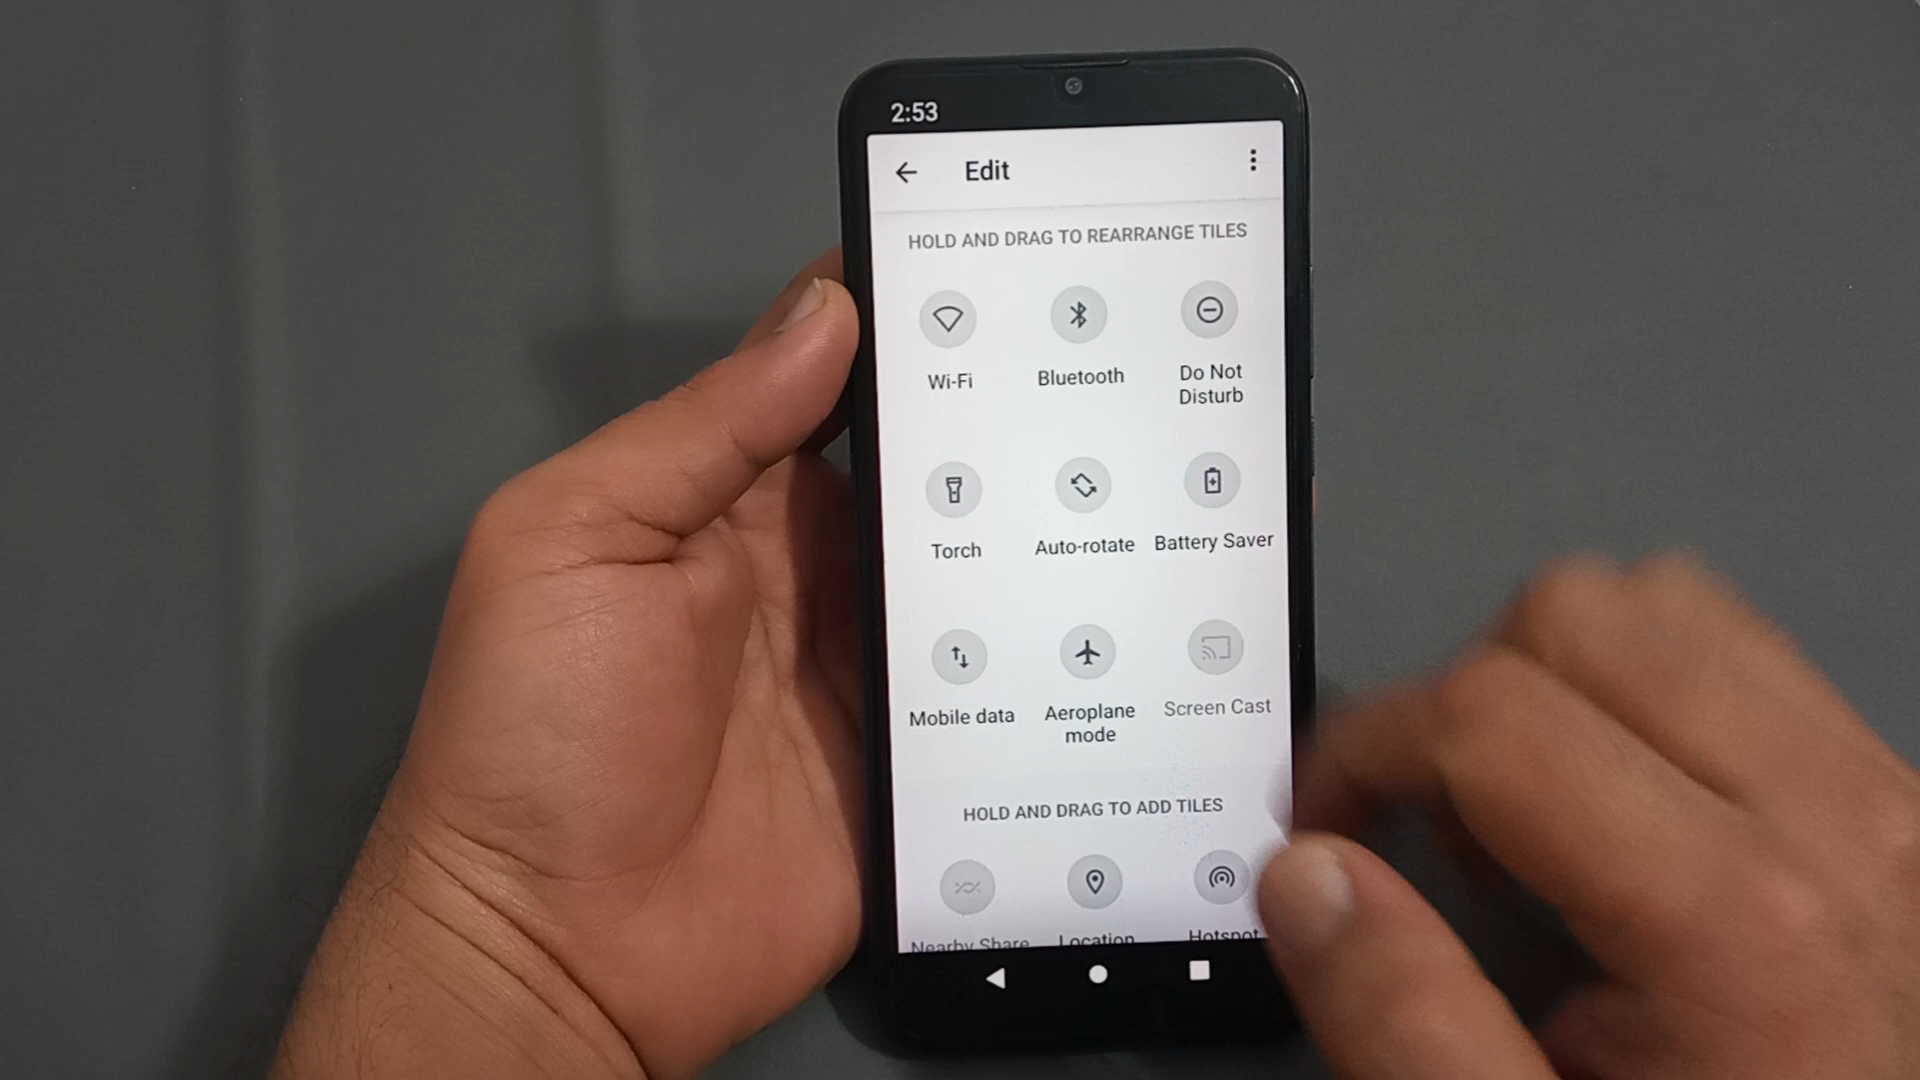 2:53
Edit
HOLD AND DRAG TO REARRANGE TILES
Wi-Fi
Bluetooth
Do Not
Disturb
Torch
Auto-rotate
Battery Saver
Mobile data
Aeroplane
mode
Screen Cast
HOLD AND DRAG TO ADD TILES
Nearby Share
Location
Hotspot